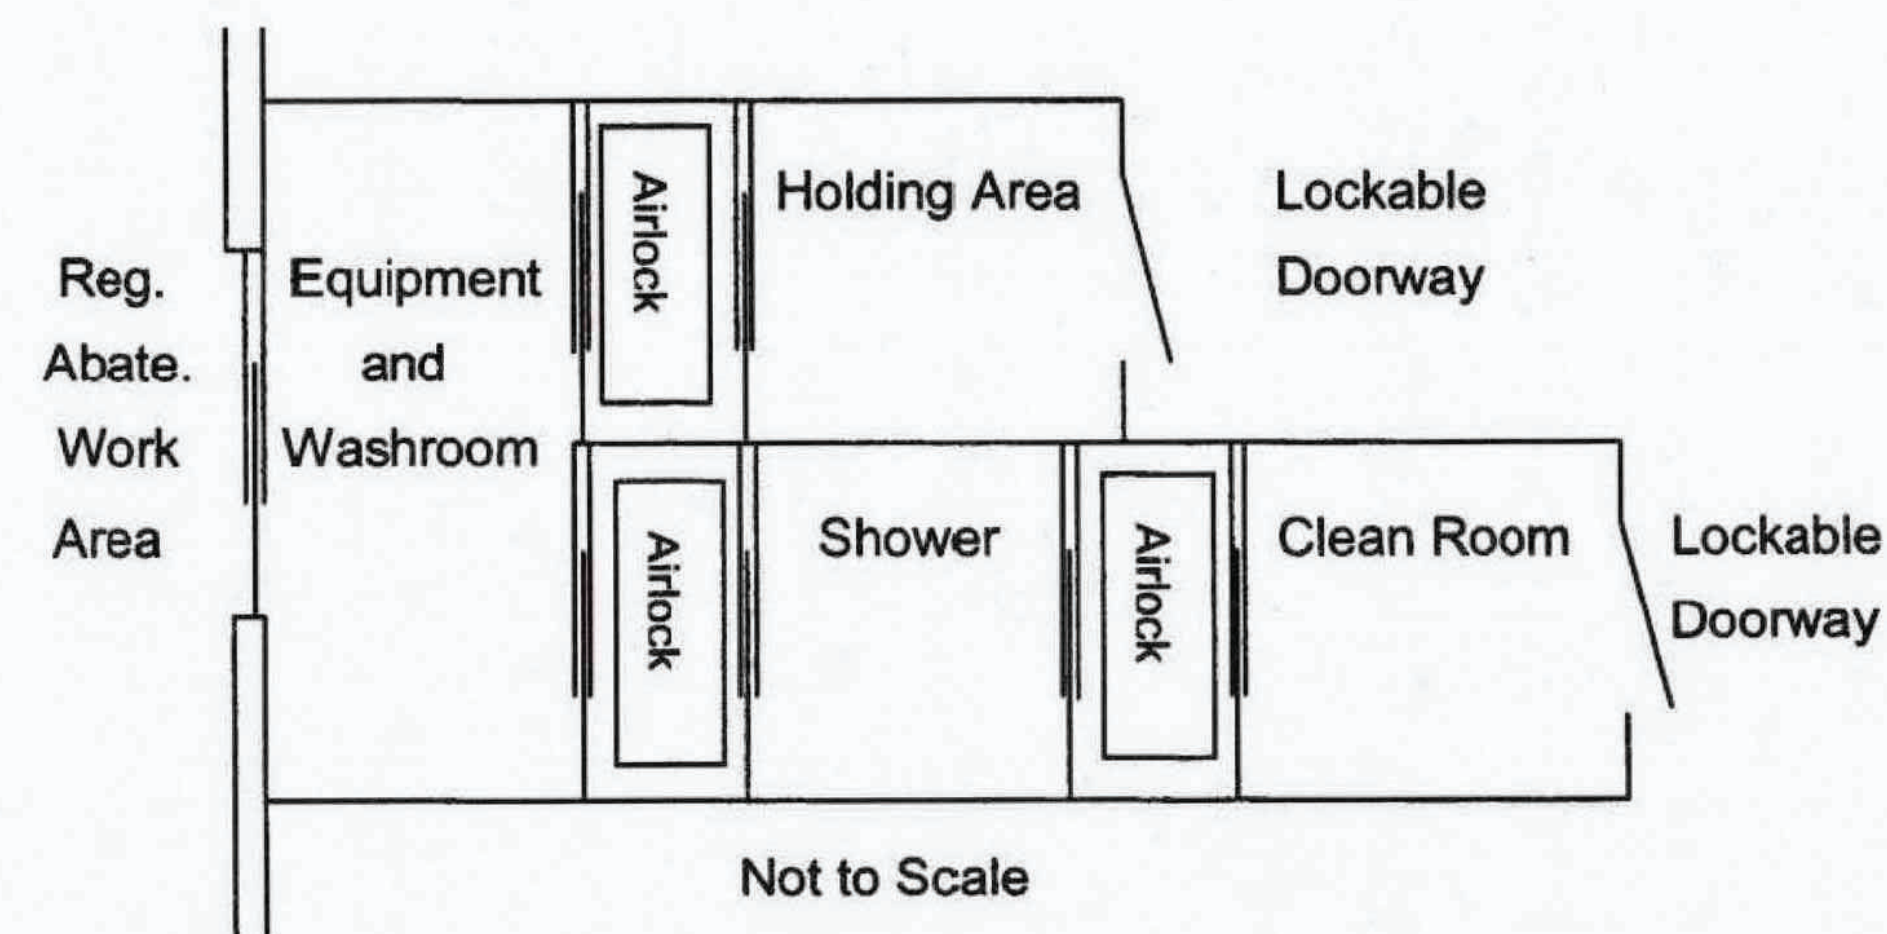 Reg.
Abate.
Work
Area
Equipment
and
Washroom
Airlock
Holding Area
Lockable
Doorway
Airlock
Shower
Airlock
Clean Room
Lockable
Doorway
Not to Scale